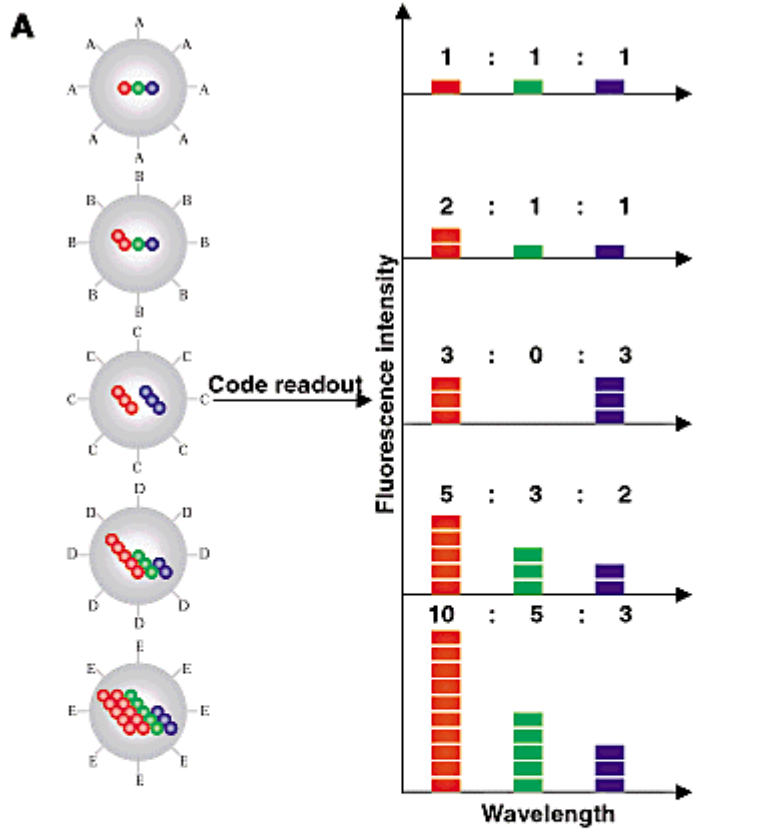 A
A
A A
A A
A A
A
B
B B
B B
B B
B
C
C C
C C
C C
C
D
D D
D D
D D
D
E
E E
E E
E E
E
Code readout
Fluorescence intensity
1 : 1 : 1
2 : 1 : 1
3 : 0 : 3
5 : 3 : 2
10 : 5 : 3
Wavelength